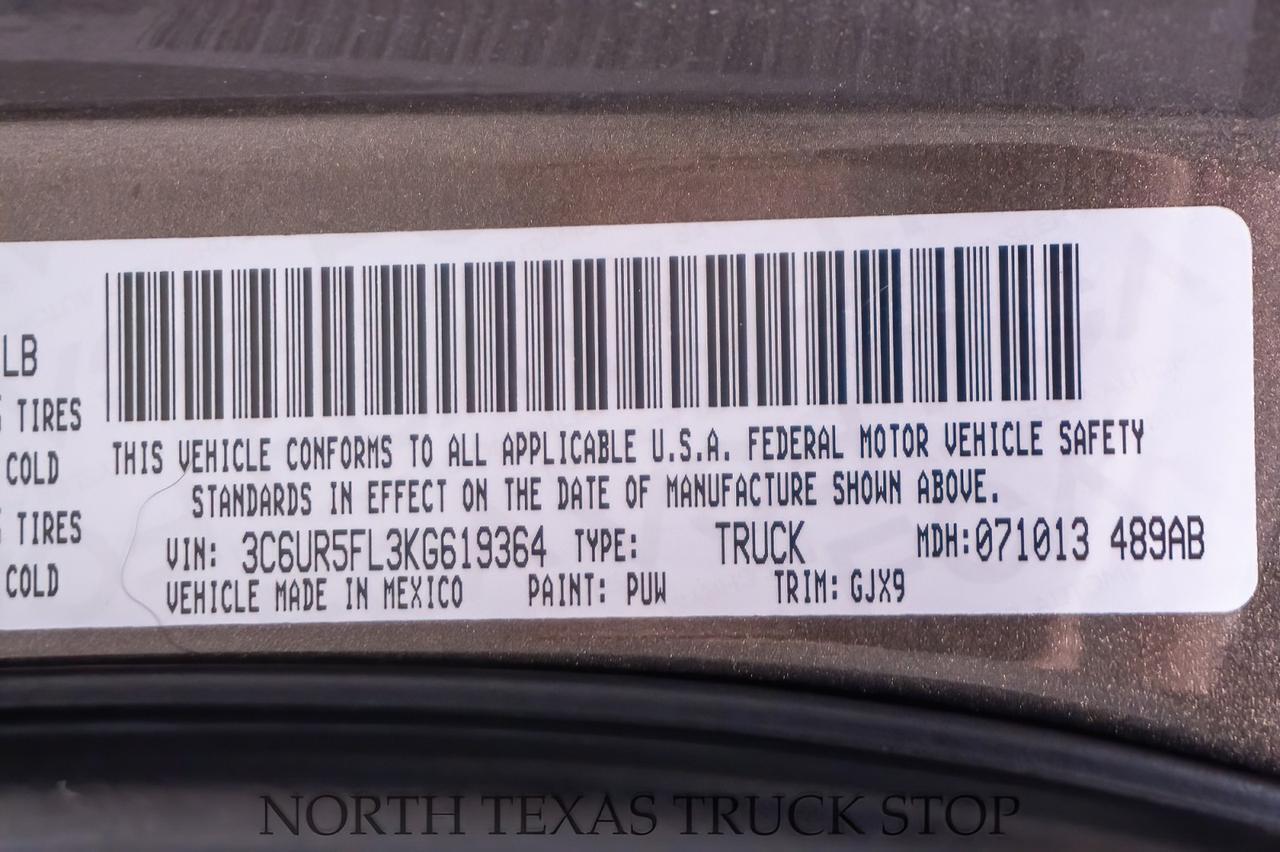 LB
TIRES
COLD
TIRES
COLD
THIS VEHICLE CONFORMS TO ALL APPLICABLE U.S.A. FEDERAL MOTOR VEHICLE SAFETY
STANDARDS IN EFFECT ON THE DATE OF MANUFACTURE SHOWN ABOVE.
VIN: 3C6UR5FL3KG619364 TYPE: TRUCK MDH:071013 489AB
VEHICLE MADE IN MEXICO PAINT: PUW TRIM: GJX9
NORTH TEXAS TRUCK STOP